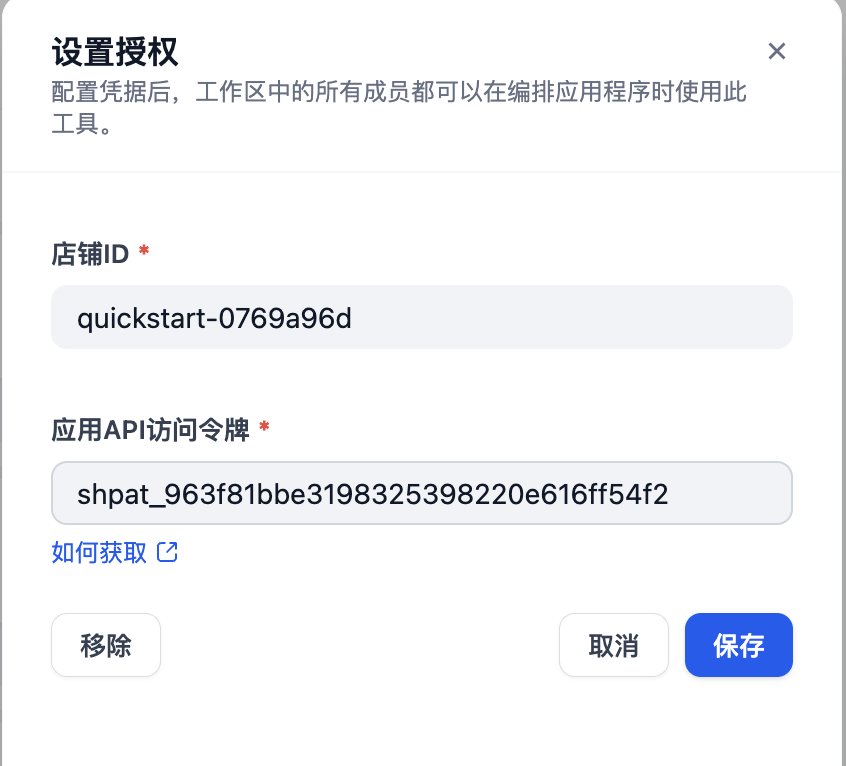 设置授权
配置凭据后，工作区中的所有成员都可以在编排应用程序时使用此
工具。
店铺ID *
quickstart-0769a96d
应用API访问令牌 *
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
如何获取
移除
取消
保存